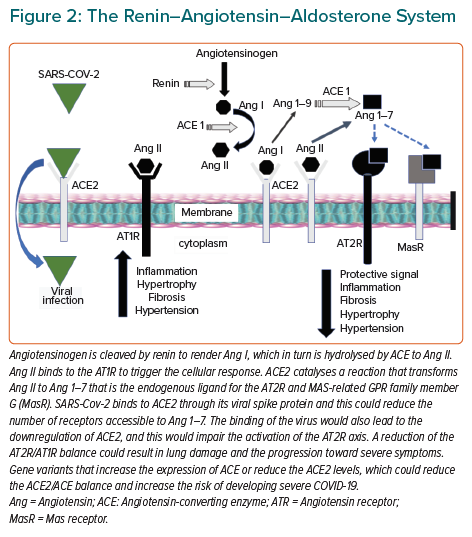 Figure 2: The Renin–Angiotensin–Aldosterone System
Angiotensinogen
SARS-COV-2
Renin
Ang I
Ang 1–9
ACE 1
ACE 1
Ang 1–7
Ang II
Ang II
Ang I
Ang II
ACE2
ACE2
Membrane
AT1R
cytoplasm
AT2R
MasR
Viral
infection
Inflammation
Hypertrophy
Fibrosis
Hypertension
Protective signal
Inflammation
Fibrosis
Hypertrophy
Hypertension
Angiotensinogen is cleaved by renin to render Ang I, which in turn is hydrolysed by ACE to Ang II.
Ang II binds to the AT1R to trigger the cellular response. ACE2 catalyses a reaction that transforms
Ang II to Ang 1–7 that is the endogenous ligand for the AT2R and MAS-related GPR family member
G (MasR). SARS-Cov-2 binds to ACE2 through its viral spike protein and this could reduce the
number of receptors accessible to Ang 1–7. The binding of the virus would also lead to the
downregulation of ACE2, and this would impair the activation of the AT2R axis. A reduction of the
AT2R/AT1R balance could result in lung damage and the progression toward severe symptoms.
Gene variants that increase the expression of ACE or reduce the ACE2 levels, which could reduce
the ACE2/ACE balance and increase the risk of developing severe COVID-19.
Ang = Angiotensin; ACE: Angiotensin-converting enzyme; ATR = Angiotensin receptor;
MasR = Mas receptor.